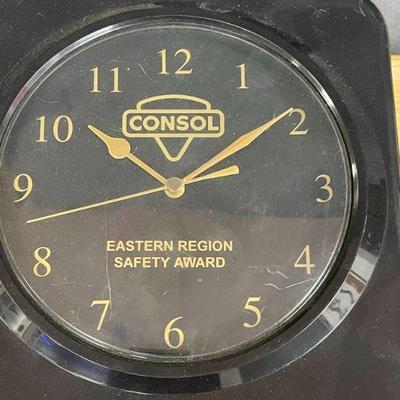 12
11 1
CONSOL
10 2
9 3
EASTERN REGION
8 4
SAFETY AWARD
7 5
6